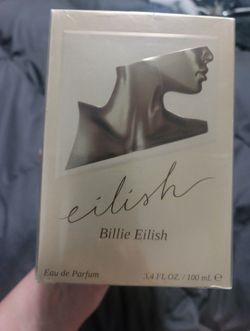 eilish
Billie Eilish
Eau de Parfum 3.4 FL.OZ. / 100 mL ℮